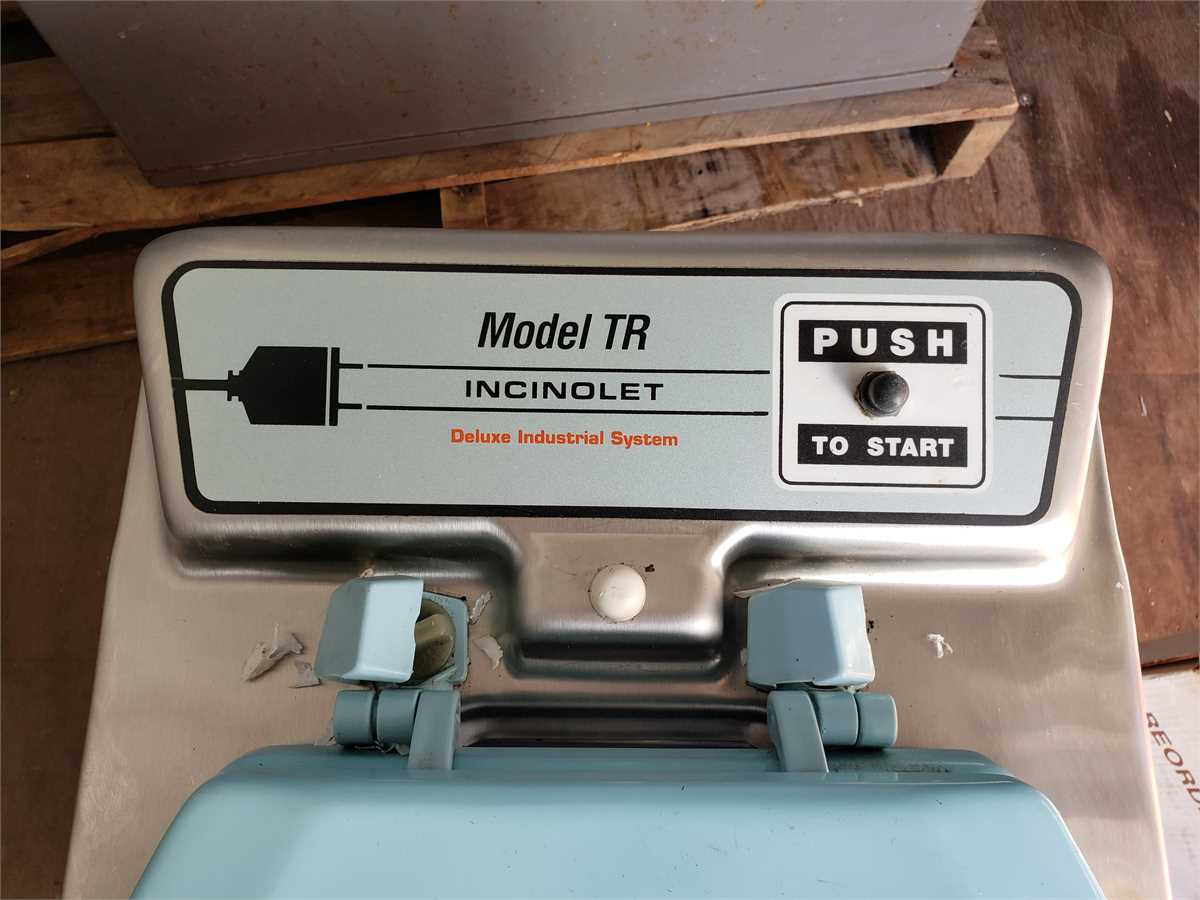 Model TR
INCINOLET
Deluxe Industrial System
PUSH
TO START